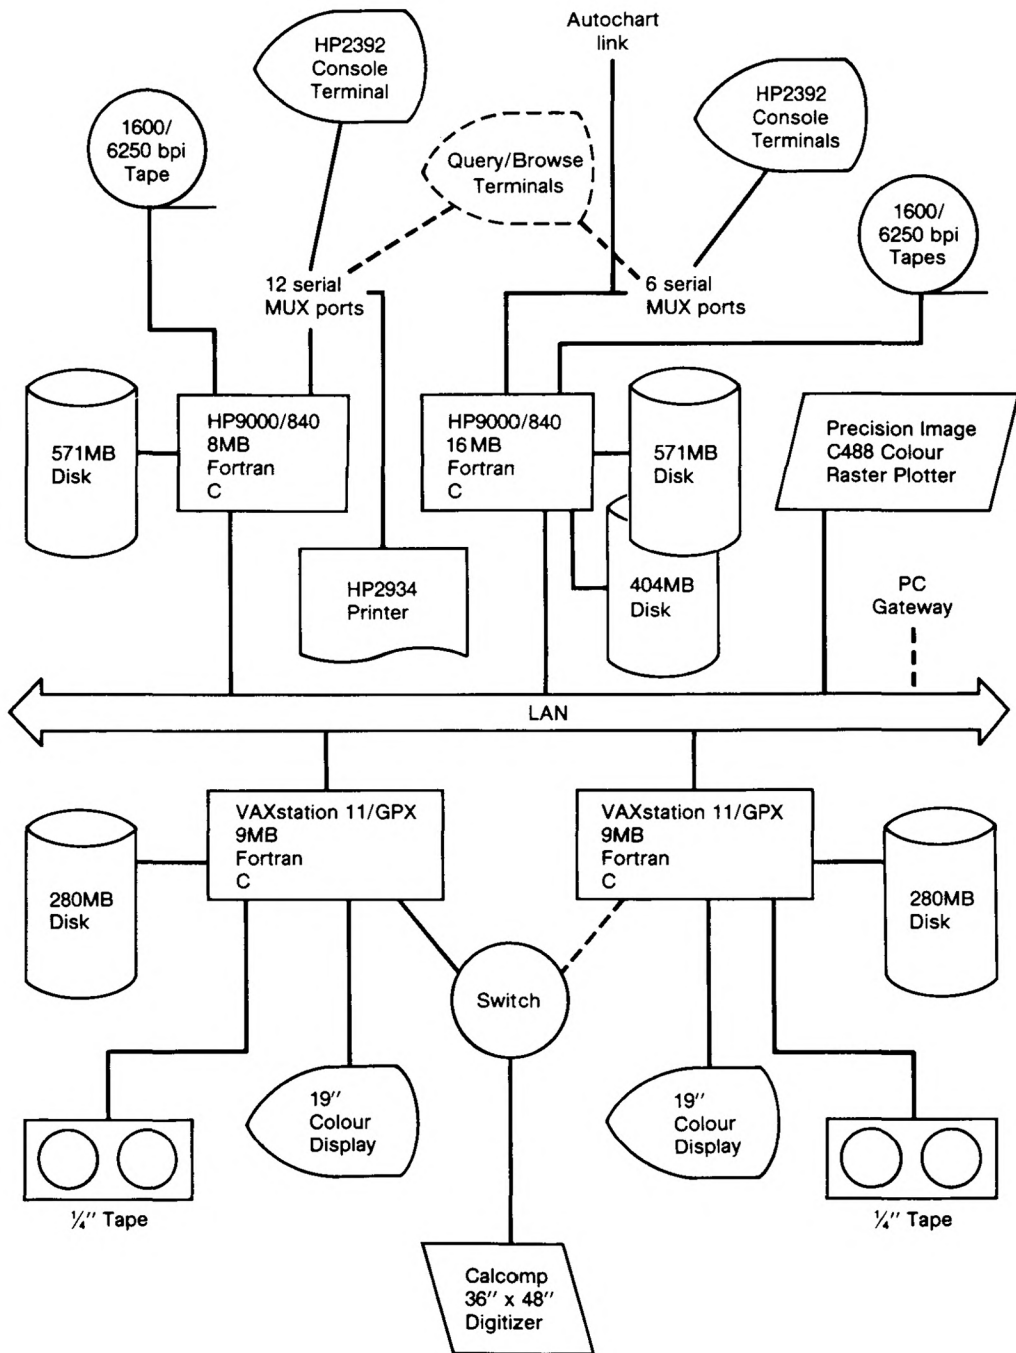 Autochart
link
HP2392
Console
Terminal
HP2392
Console
Terminals
1600/
6250 bpi
Tape
Query/Browse
Terminals
1600/
6250 bpi
Tapes
12 serial
MUX ports
6 serial
MUX ports
571MB
Disk
HP9000/840
8MB
Fortran
C
HP9000/840
16MB
Fortran
C
571MB
Disk
Precision Image
C488 Colour
Raster Plotter
HP2934
Printer
404MB
Disk
PC
Gateway
LAN
280MB
Disk
VAXstation 11/GPX
9MB
Fortran
C
VAXstation 11/GPX
9MB
Fortran
C
280MB
Disk
Switch
19″
Colour
Display
19″
Colour
Display
¼″ Tape
¼″ Tape
Calcomp
36″ x 48″
Digitizer